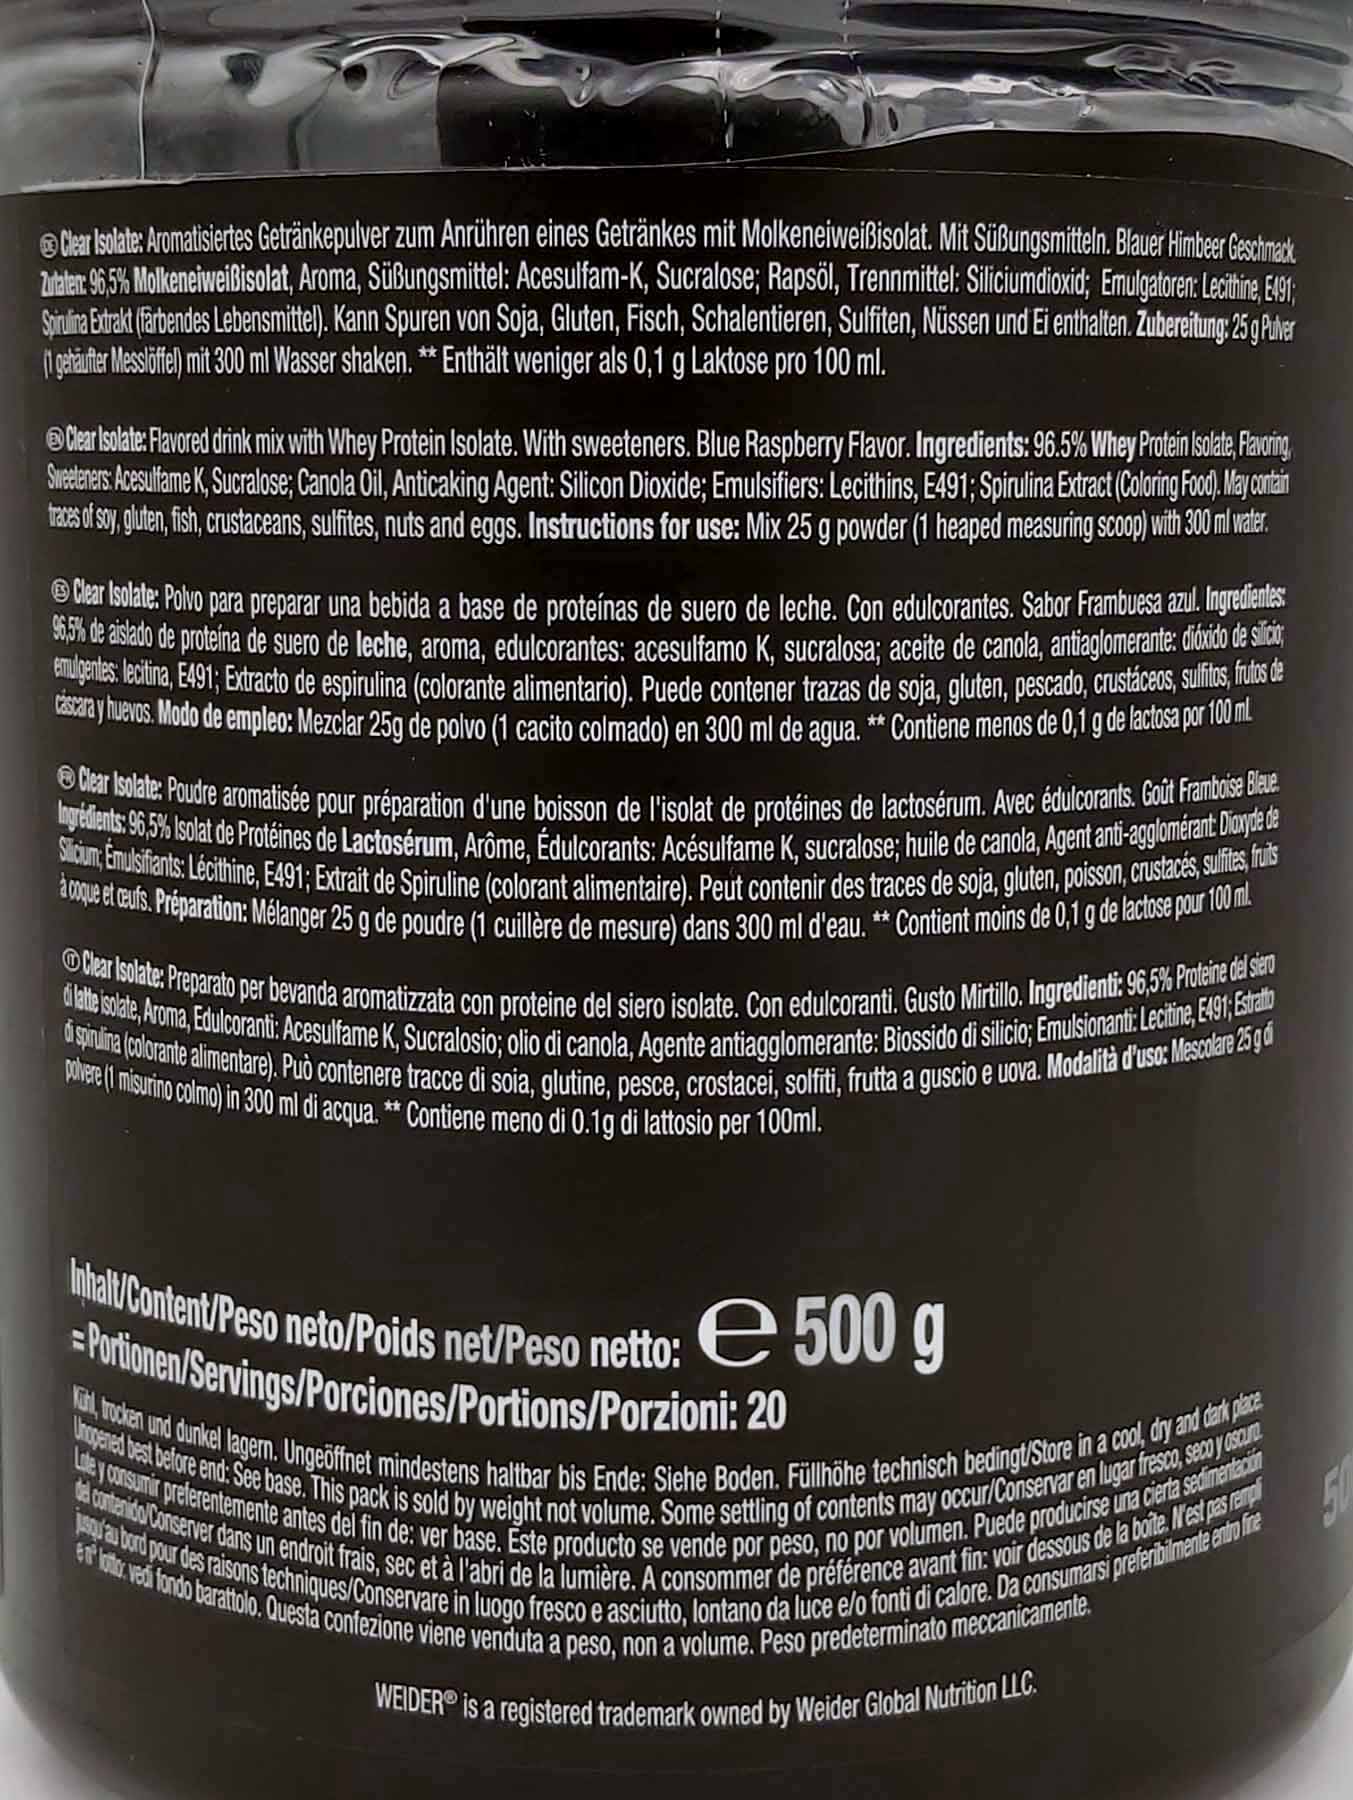 DE Clear Isolate: Aromatisiertes Getränkepulver zum Anrühren eines Getränkes mit Molkeneiweißisolat. Mit Süßungsmitteln. Blauer Himbeer Geschmack.
Zutaten: 96,5% Molkeneiweißisolat, Aroma, Süßungsmittel: Acesulfam-K, Sucralose; Rapsöl, Trennmittel: Siliciumdioxid; Emulgatoren: Lecithine, E491;
Spirulina Extrakt (färbendes Lebensmittel). Kann Spuren von Soja, Gluten, Fisch, Schalentieren, Sulfiten, Nüssen und Ei enthalten. Zubereitung: 25 g Pulver
(1 gehäufter Messlöffel) mit 300 ml Wasser shaken. ** Enthält weniger als 0,1 g Laktose pro 100 ml.
EN Clear Isolate: Flavored drink mix with Whey Protein Isolate. With sweeteners. Blue Raspberry Flavor. Ingredients: 96.5% Whey Protein Isolate, Flavoring,
Sweeteners: Acesulfame K, Sucralose; Canola Oil, Anticaking Agent: Silicon Dioxide; Emulsifiers: Lecithins, E491; Spirulina Extract (Coloring Food). May contain
traces of soy, gluten, fish, crustaceans, sulfites, nuts and eggs. Instructions for use: Mix 25 g powder (1 heaped measuring scoop) with 300 ml water.
ES Clear Isolate: Polvo para preparar una bebida a base de proteínas de suero de leche. Con edulcorantes. Sabor Frambuesa azul. Ingredientes:
96,5% de aislado de proteína de suero de leche, aroma, edulcorantes: acesulfamo K, sucralosa; aceite de canola, antiaglomerante: dióxido de silicio;
emulgentes: lecitina, E491; Extracto de espirulina (colorante alimentario). Puede contener trazas de soja, gluten, pescado, crustáceos, sulfitos, frutos de
cáscara y huevos. Modo de empleo: Mezclar 25g de polvo (1 cacito colmado) en 300 ml de agua. ** Contiene menos de 0,1 g de lactosa por 100 ml.
FR Clear Isolate: Poudre aromatisée pour préparation d'une boisson de l'isolat de protéines de lactosérum. Avec édulcorants. Goût Framboise Bleue.
Ingrédients: 96,5% Isolat de Protéines de Lactosérum, Arôme, Édulcorants: Acésulfame K, sucralose; huile de canola, Agent anti-agglomérant: Dioxyde de
Silicium; Émulsifiants: Lécithine, E491; Extrait de Spiruline (colorant alimentaire). Peut contenir des traces de soja, gluten, poisson, crustacés, sulfites, fruits
à coque et œufs. Préparation: Mélanger 25 g de poudre (1 cuillère de mesure) dans 300 ml d'eau. ** Contient moins de 0,1 g de lactose pour 100 ml.
IT Clear Isolate: Preparato per bevanda aromatizzata con proteine del siero isolate. Con edulcoranti. Gusto Mirtillo. Ingredienti: 96,5% Proteine del siero
di latte isolate, Aroma, Edulcoranti: Acesulfame K, Sucralosio; olio di canola, Agente antiagglomerante: Biossido di silicio; Emulsionanti: Lecitine, E491; Estratto
di spirulina (colorante alimentare). Può contenere tracce di soia, glutine, pesce, crostacei, solfiti, frutta a guscio e uova. Modalità d'uso: Mescolare 25 g di
polvere (1 misurino colmo) in 300 ml di acqua. ** Contiene meno di 0.1g di lattosio per 100ml.
Inhalt/Content/Peso neto/Poids net/Peso netto: ℮ 500 g
= Portionen/Servings/Porciones/Portions/Porzioni: 20
Kühl, trocken und dunkel lagern. Ungeöffnet mindestens haltbar bis Ende: Siehe Boden. Füllhöhe technisch bedingt/Store in a cool, dry and dark place.
Unopened best before end: See base. This pack is sold by weight not volume. Some settling of contents may occur/Conservar en lugar fresco, seco y oscuro.
Lote y consumir preferentemente antes del fin de: ver base. Este producto se vende por peso, no por volumen. Puede producirse una cierta sedimentación
del contenido/Conserver dans un endroit frais, sec et à l'abri de la lumière. A consommer de préférence avant fin: voir dessous de la boîte. N'est pas rempli
jusqu'au bord pour des raisons techniques/Conservare in luogo fresco e asciutto, lontano da luce e/o fonti di calore. Da consumarsi preferibilmente entro fine
e n° lotto: vedi fondo barattolo. Questa confezione viene venduta a peso, non a volume. Peso predeterminato meccanicamente.
WEIDER® is a registered trademark owned by Weider Global Nutrition LLC.